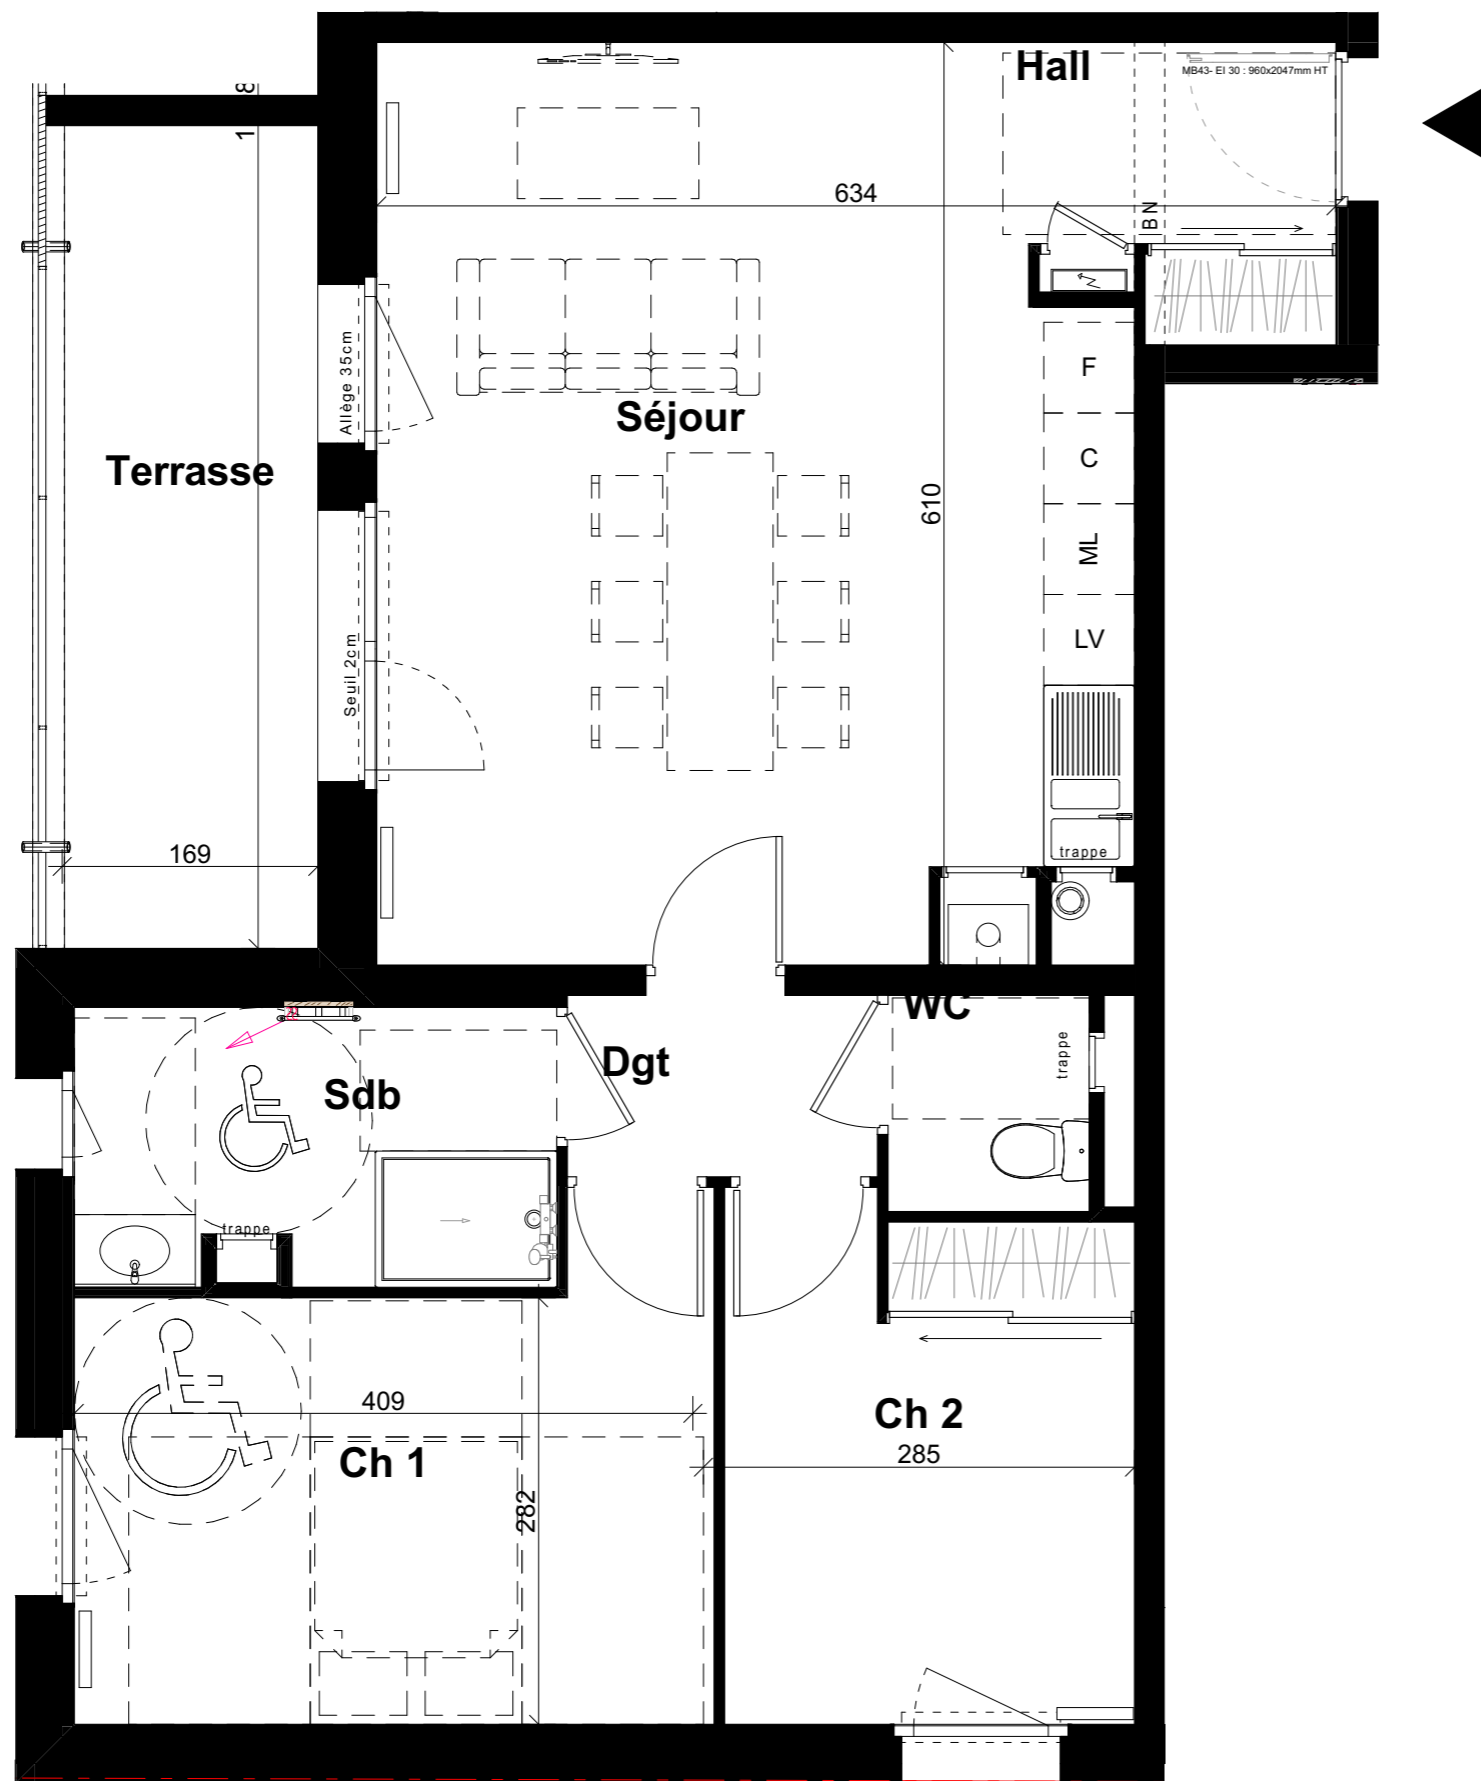 Hall
MB43- EI 30 : 960x2047mm HT
634
BN
F
Allège 35cm
Séjour
C
Terrasse
610
ML
LV
Seuil 2cm
169
trappe
WC
trappe
Dgt
Sdb
trappe
409
Ch 2
285
Ch 1
282